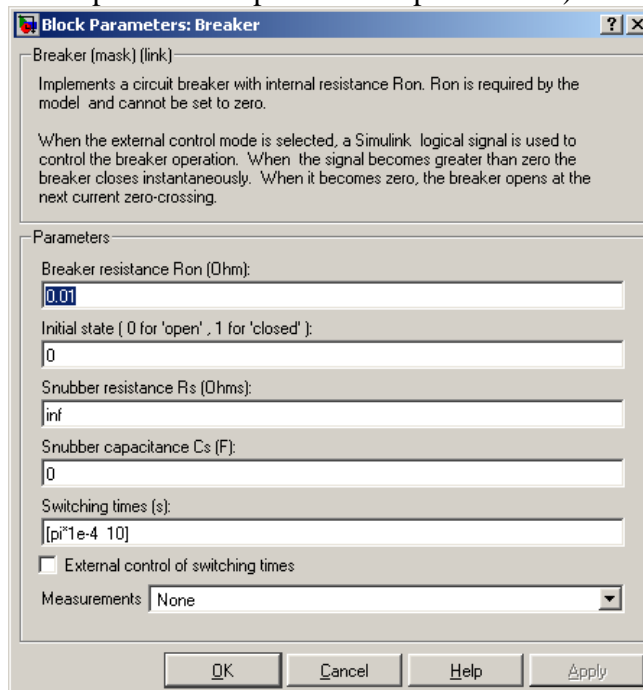 Block Parameters: Breaker
Breaker (mask) (link)
Implements a circuit breaker with internal resistance Ron. Ron is required by the
model and cannot be set to zero.
When the external control mode is selected, a Simulink logical signal is used to
control the breaker operation. When the signal becomes greater than zero the
breaker closes instantaneously. When it becomes zero, the breaker opens at the
next current zero-crossing.
Parameters
Breaker resistance Ron (Ohm):
0.01
Initial state ( 0 for 'open' , 1 for 'closed' ):
0
Snubber resistance Rs (Ohms):
inf
Snubber capacitance Cs (F):
0
Switching times (s):
[pi*1e-4 10]
External control of switching times
Measurements None
OK Cancel Help Apply